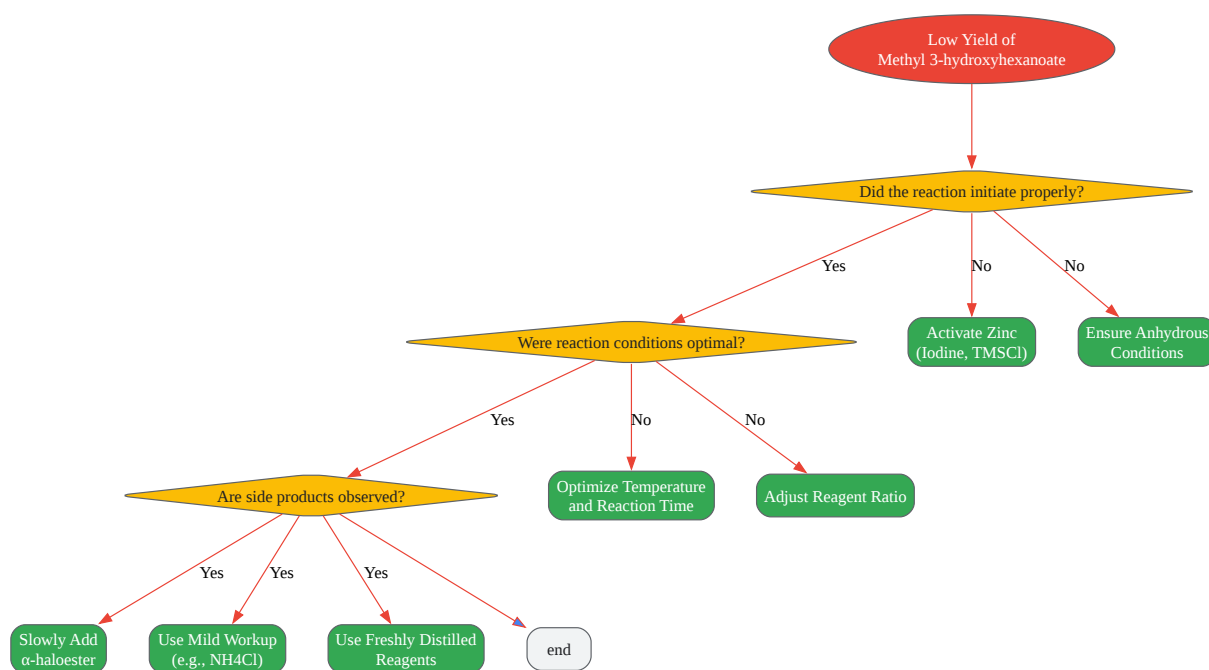 Low Yield of
Methyl 3-hydroxyhexanoate
Did the reaction initiate properly?
Yes
No
No
Were reaction conditions optimal?
Activate Zinc
(Iodine, TMSCl)
Ensure Anhydrous
Conditions
Yes
No
No
Are side products observed?
Optimize Temperature
and Reaction Time
Adjust Reagent Ratio
Yes
Yes
Yes
Slowly Add
α-haloester
Use Mild Workup
(e.g., NH4Cl)
Use Freshly Distilled
Reagents
end